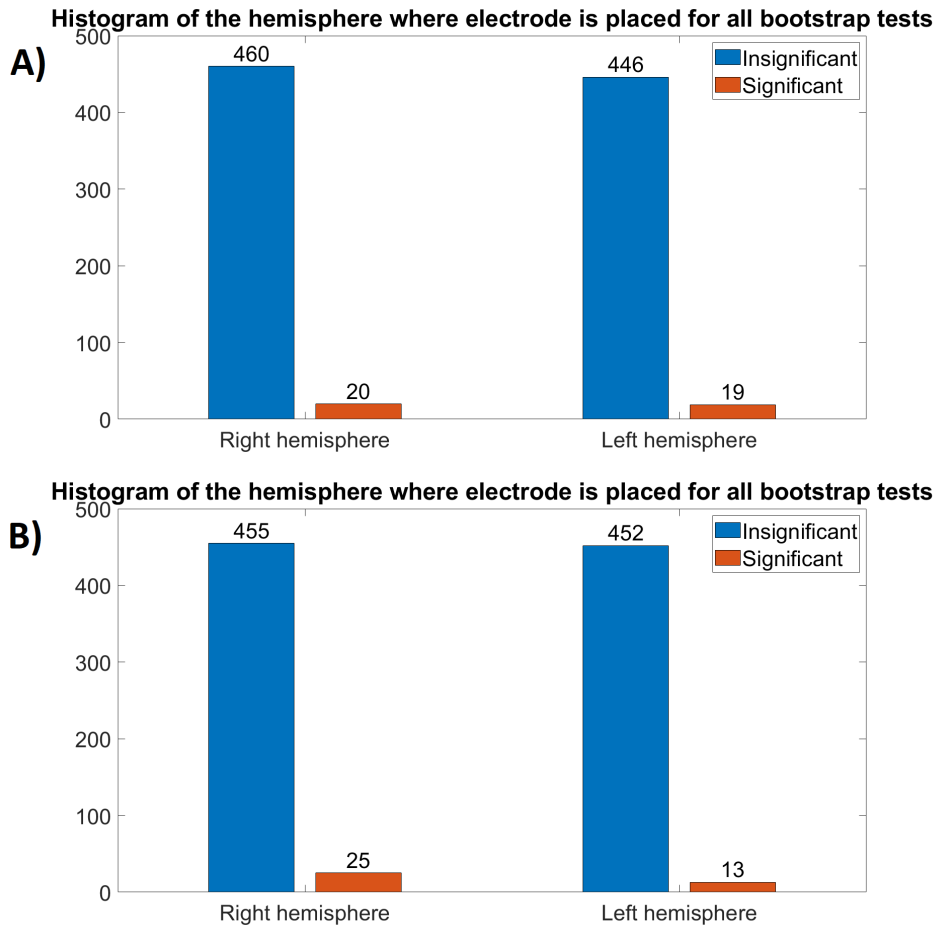 Histogram of the hemisphere where electrode is placed for all bootstrap tests
A)
500
400
300
200
100
0
460
20
446
19
Insignificant
Significant
Right hemisphere
Left hemisphere
Histogram of the hemisphere where electrode is placed for all bootstrap tests
B)
500
400
300
200
100
0
455
25
452
13
Insignificant
Significant
Right hemisphere
Left hemisphere